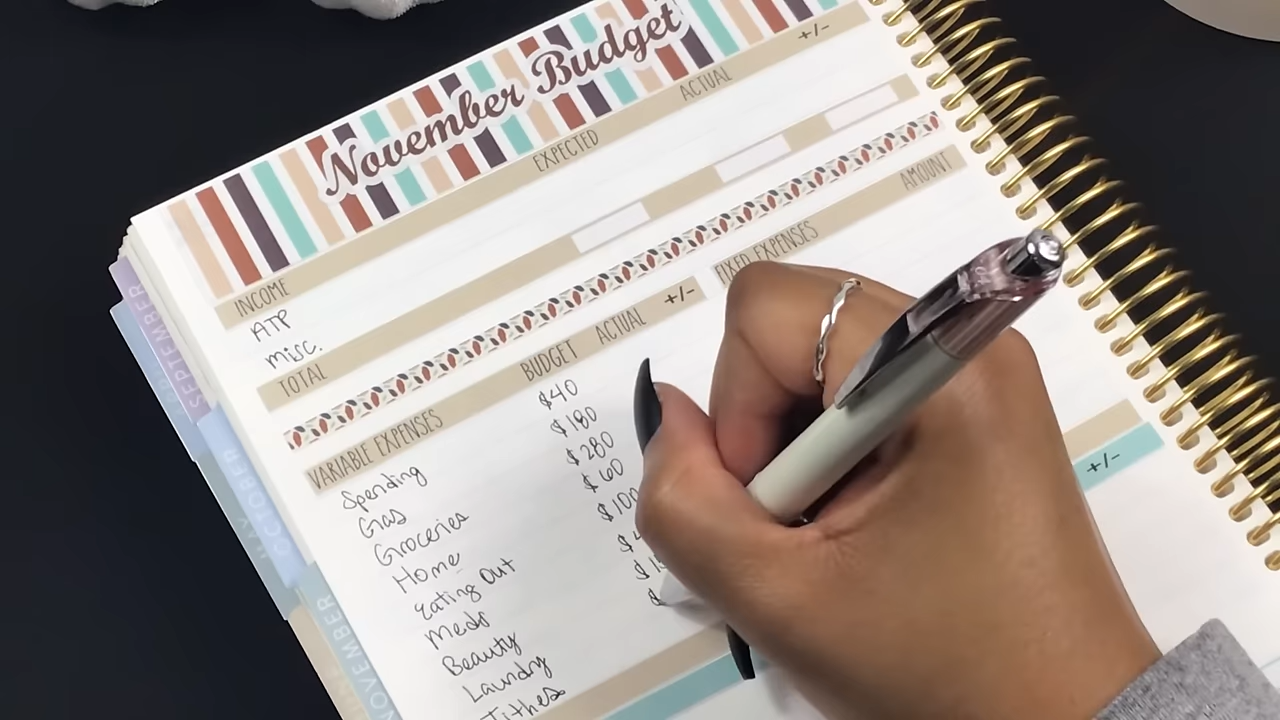 November Budget
INCOME EXPECTED ACTUAL +/-
ATP
misc.
TOTAL
VARIABLE EXPENSES BUDGET ACTUAL +/-
Spending $40
Gas $180
Groceries $280
Home $60
Eating Out $100
Meds $
Beauty $
Laundry $
Tithes
FIXED EXPENSES AMOUNT
+/-
SEPTEMBER
OCTOBER
NOVEMBER